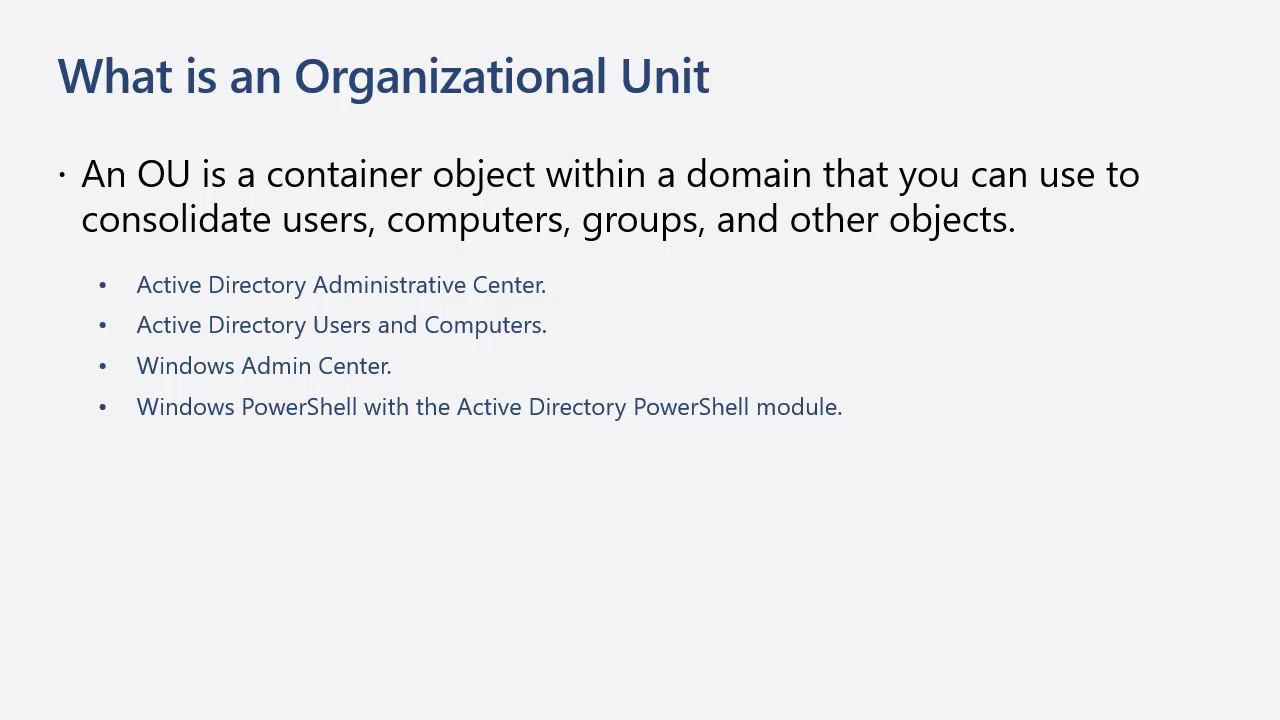 What is an Organizational Unit
· An OU is a container object within a domain that you can use to
consolidate users, computers, groups, and other objects.
• Active Directory Administrative Center.
• Active Directory Users and Computers.
• Windows Admin Center.
• Windows PowerShell with the Active Directory PowerShell module.